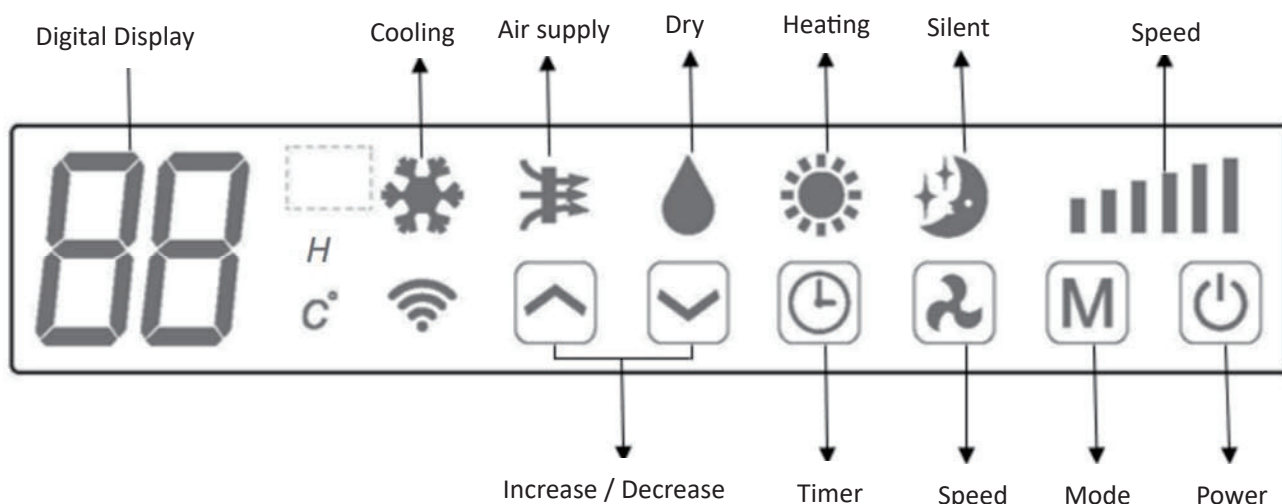 Digital Display
Cooling
Air supply
Dry
Heating
Silent
Speed
88
H
C°
M
Increase / Decrease
Timer
Speed
Mode
Power